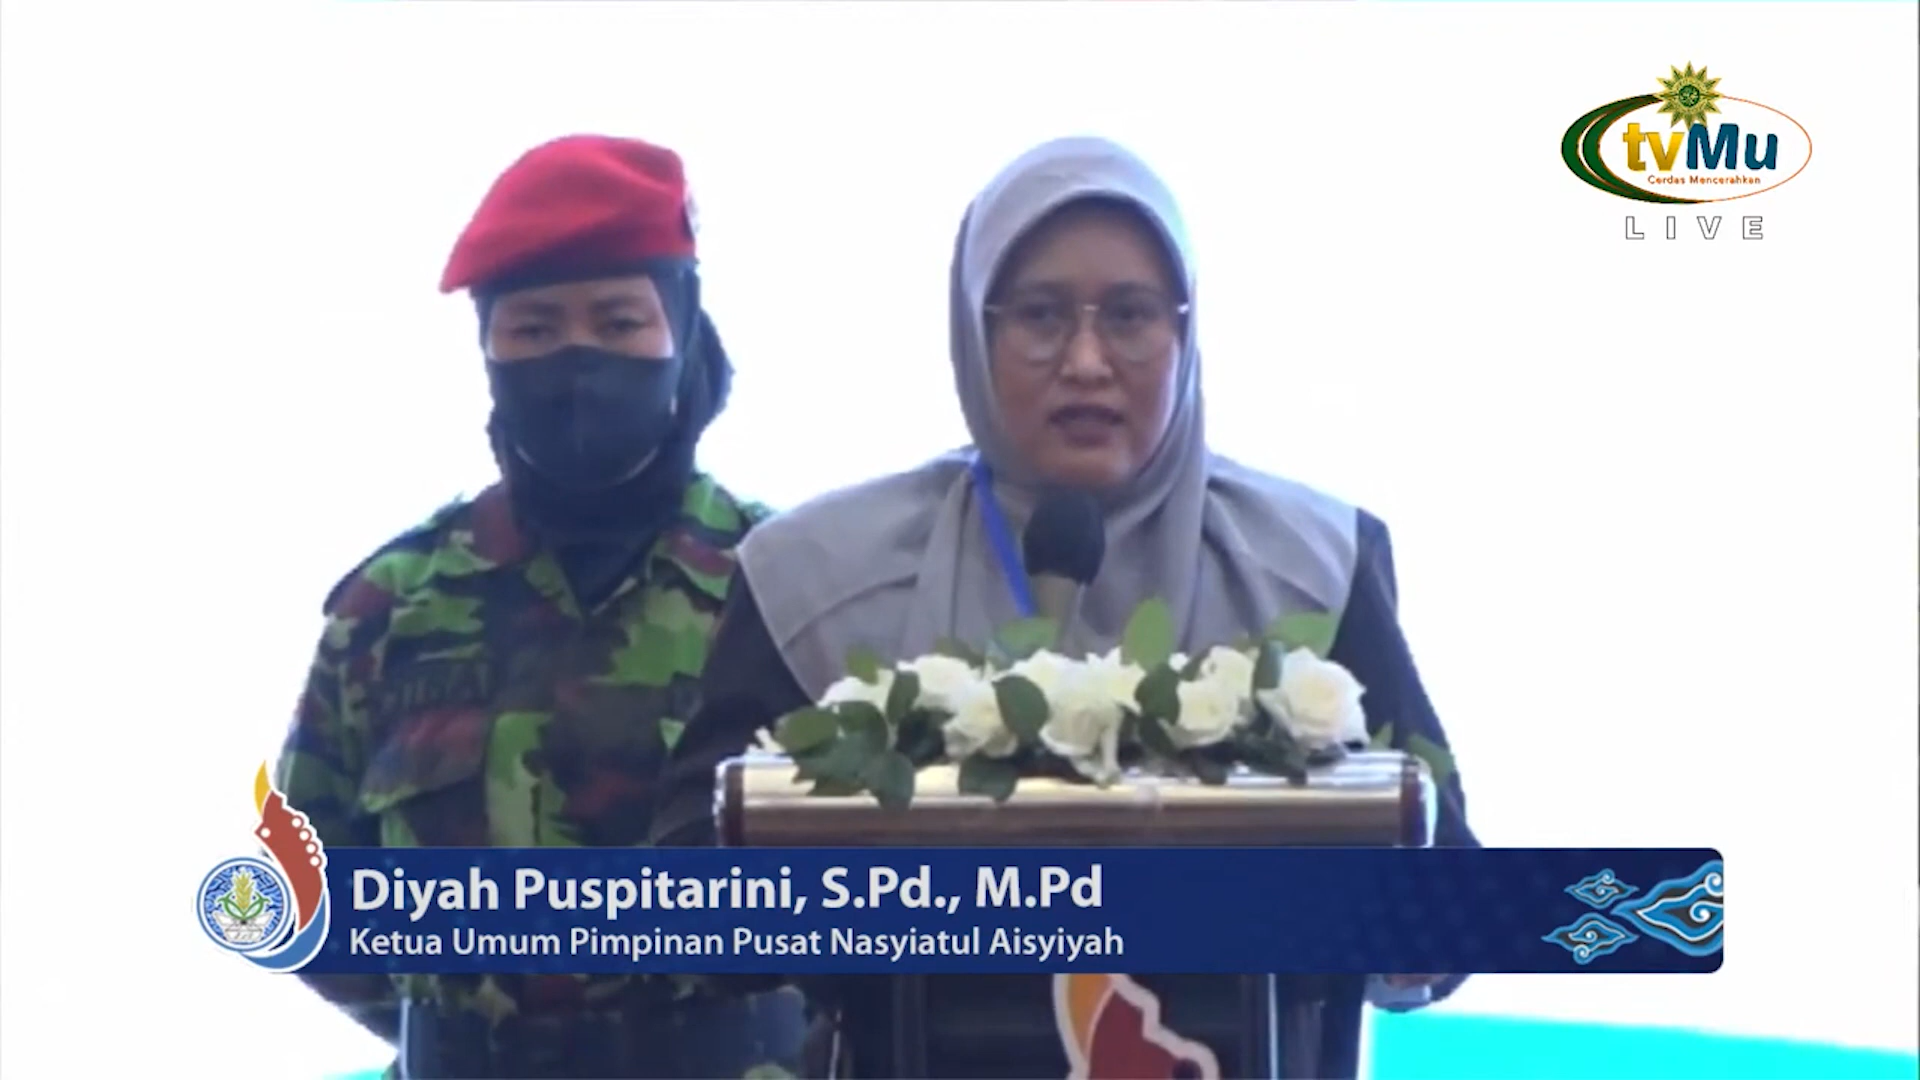 tvMu
Cerdas Mencerahkan
LIVE
Diyah Puspitarini, S.Pd., M.Pd
Ketua Umum Pimpinan Pusat Nasyiatul Aisyiyah